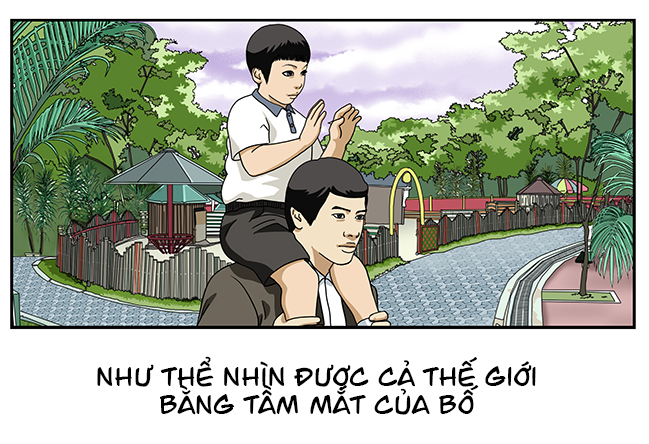 NHƯ THỂ NHÌN ĐƯỢC CẢ THẾ GIỚI
BẰNG TẦM MẮT CỦA BỐ